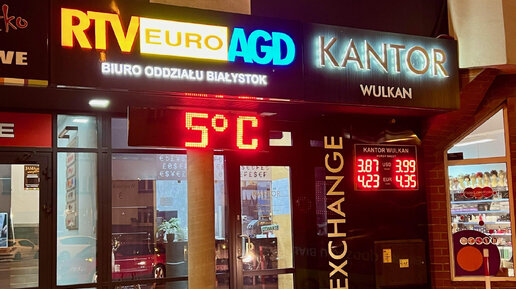 RTV EURO AGD
BIURO ODDZIAŁU BIAŁYSTOK
KANTOR
WULKAN
5°C
EXCHANGE
KANTOR WULKAN
3.87 USD 3.99
4.23 EUR 4.35